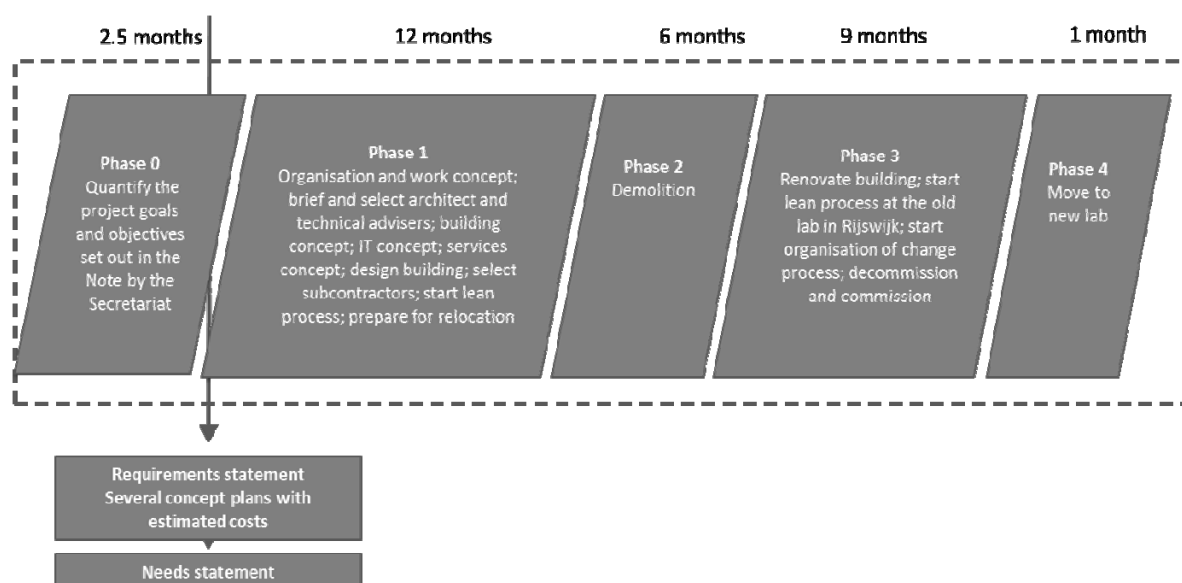 2.5 months
12 months
6 months
9 months
1 month
Phase 0
Quantify the
project goals
and objectives
set out in the
Note by the
Secretariat
Phase 1
Organisation and work concept;
brief and select architect and
technical advisers; building
concept; IT concept; services
concept; design building; select
subcontractors; start lean
process; prepare for relocation
Phase 2
Demolition
Phase 3
Renovate building; start
lean process at the old
lab in Rijswijk; start
organisation of change
process; decommission
and commission
Phase 4
Move to
new lab
Requirements statement
Several concept plans with
estimated costs
Needs statement